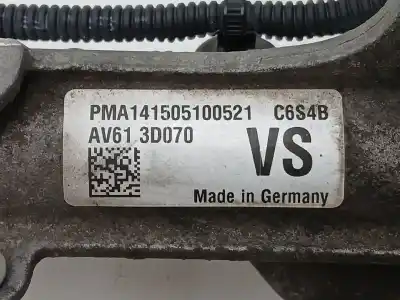 PMA141505100521 C6S4B
AV61 3D070
VS
Made in Germany